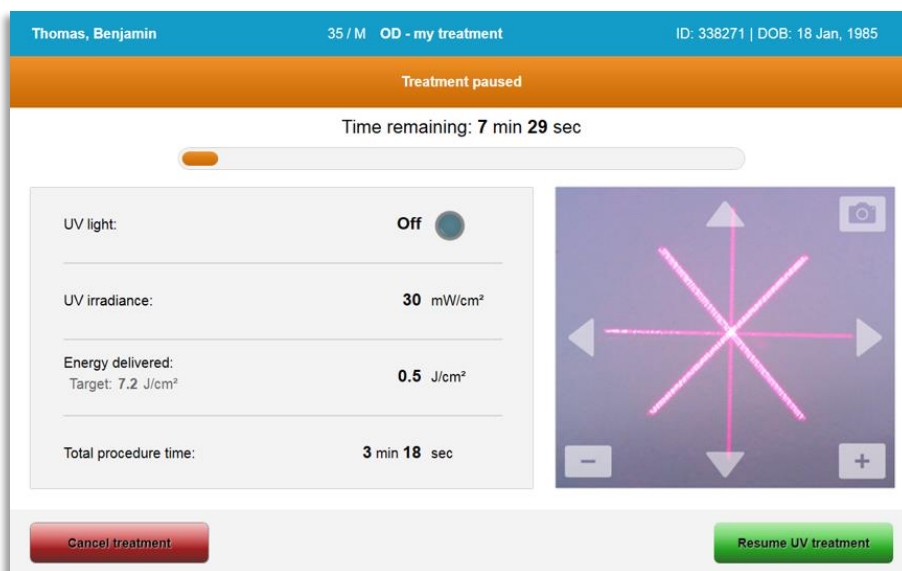 Thomas, Benjamin 35 / M OD - my treatment ID: 338271 | DOB: 18 Jan, 1985
Treatment paused
Time remaining: 7 min 29 sec
UV light: Off
UV irradiance: 30 mW/cm²
Energy delivered: 0.5 J/cm²
Target: 7.2 J/cm²
Total procedure time: 3 min 18 sec
Cancel treatment Resume UV treatment